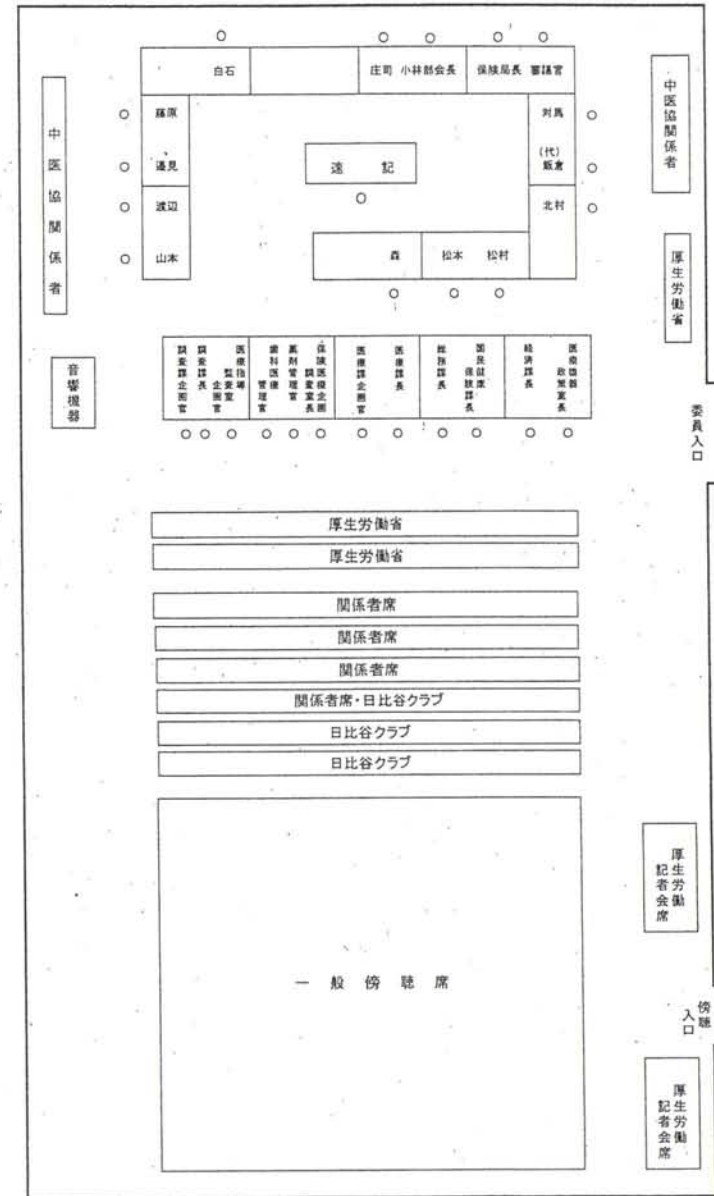 白石
庄司 小林部会長
保険局長 審議官
中医協関係者
藤原
邉見
渡辺
山本
速記
対馬
(代)
飯倉
北村
中医協関係者
厚生労働省
森
松本 松村
音響機器
調査課企画官
調査課長
医療指導
監査室
企画官
歯科医療
管理官
薬剤管理官
保険医療企画
調査室長
医療課企画官
医療課長
総務課長
国民健康
保険課長
経済課長
医療機器
政策室長
委員入口
厚生労働省
厚生労働省
関係者席
関係者席
関係者席
関係者席・日比谷クラブ
日比谷クラブ
日比谷クラブ
厚生労働
記者会席
一般傍聴席
傍聴
入口
厚生労働
記者会席